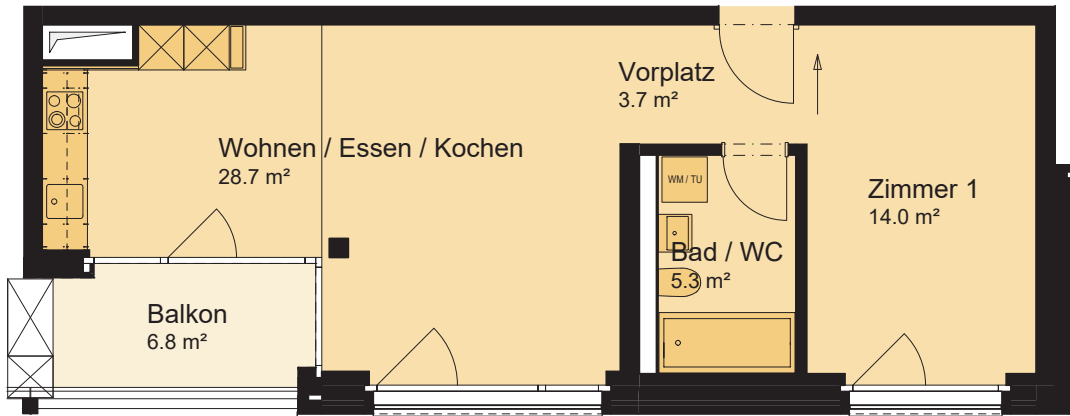 Vorplatz
3.7 m²
Wohnen / Essen / Kochen
28.7 m²
WM / TU
Zimmer 1
14.0 m²
Bad / WC
5.3 m²
Balkon
6.8 m²